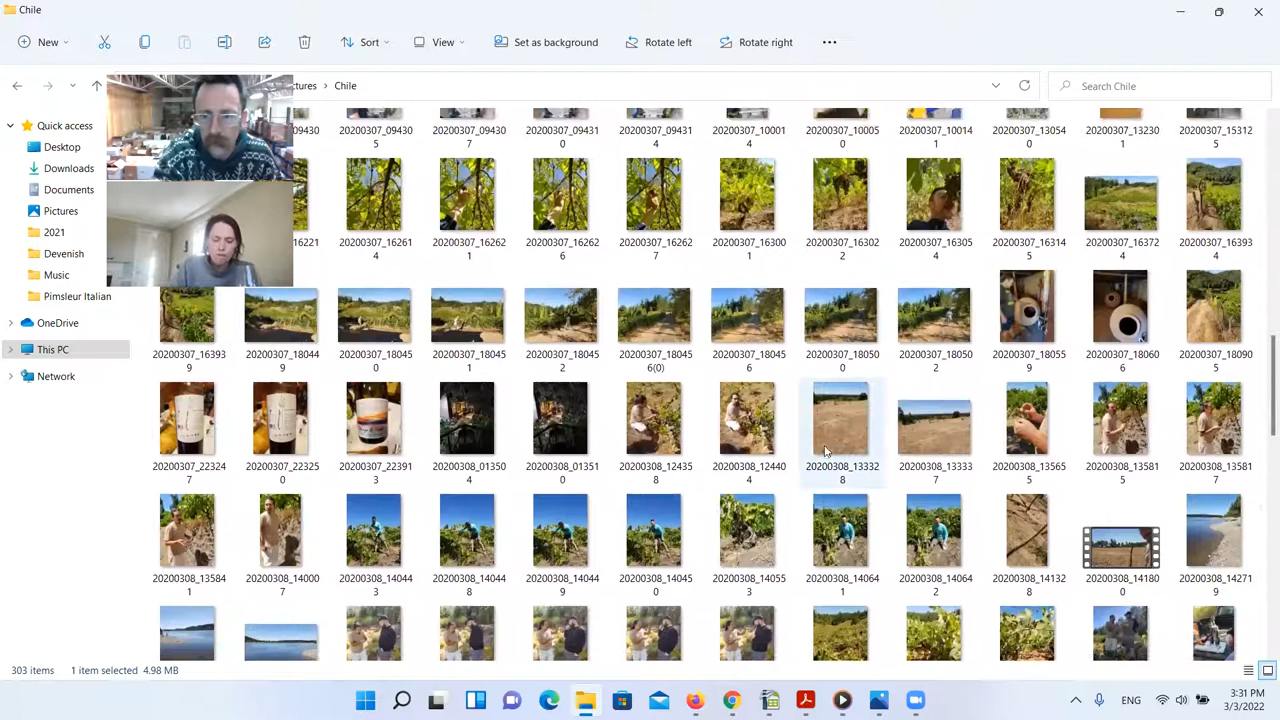 Chile
New
Sort
View
Set as background
Rotate left
Rotate right
ctures > Chile
Search Chile
Quick access
Desktop
Downloads
Documents
Pictures
2021
Devenish
Music
Pimsleur Italian
OneDrive
This PC
Network
09430 20200307_09430 20200307_09430 20200307_09431 20200307_09431 20200307_10001 20200307_10005 20200307_10014 20200307_13054 20200307_13230 20200307_15312
5 7 0 4 4 0 1 0 1 5
16221 20200307_16261 20200307_16262 20200307_16262 20200307_16262 20200307_16300 20200307_16302 20200307_16305 20200307_16314 20200307_16372 20200307_16393
4 1 6 7 1 2 4 5 4 4
20200307_16393 20200307_18044 20200307_18045 20200307_18045 20200307_18045 20200307_18045 20200307_18045 20200307_18050 20200307_18050 20200307_18055 20200307_18060 20200307_18090
9 9 0 1 2 6(0) 6 0 2 9 6 5
20200307_22324 20200307_22325 20200307_22391 20200308_01350 20200308_01351 20200308_12435 20200308_12440 20200308_13332 20200308_13333 20200308_13565 20200308_13581 20200308_13581
7 0 3 4 0 8 4 8 7 5 5 7
20200308_13584 20200308_14000 20200308_14044 20200308_14044 20200308_14044 20200308_14045 20200308_14055 20200308_14064 20200308_14064 20200308_14132 20200308_14180 20200308_14271
1 7 3 8 9 0 3 1 2 8 0 9
303 items 1 item selected 4.98 MB
ENG
3:31 PM
3/3/2022